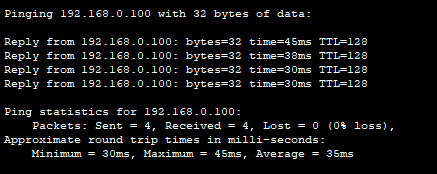 Pinging 192.168.0.100 with 32 bytes of data:
Reply from 192.168.0.100: bytes=32 time=45ms TTL=128
Reply from 192.168.0.100: bytes=32 time=38ms TTL=128
Reply from 192.168.0.100: bytes=32 time=30ms TTL=128
Reply from 192.168.0.100: bytes=32 time=30ms TTL=128
Ping statistics for 192.168.0.100:
Packets: Sent = 4, Received = 4, Lost = 0 (0% loss),
Approximate round trip times in milli-seconds:
Minimum = 30ms, Maximum = 45ms, Average = 35ms